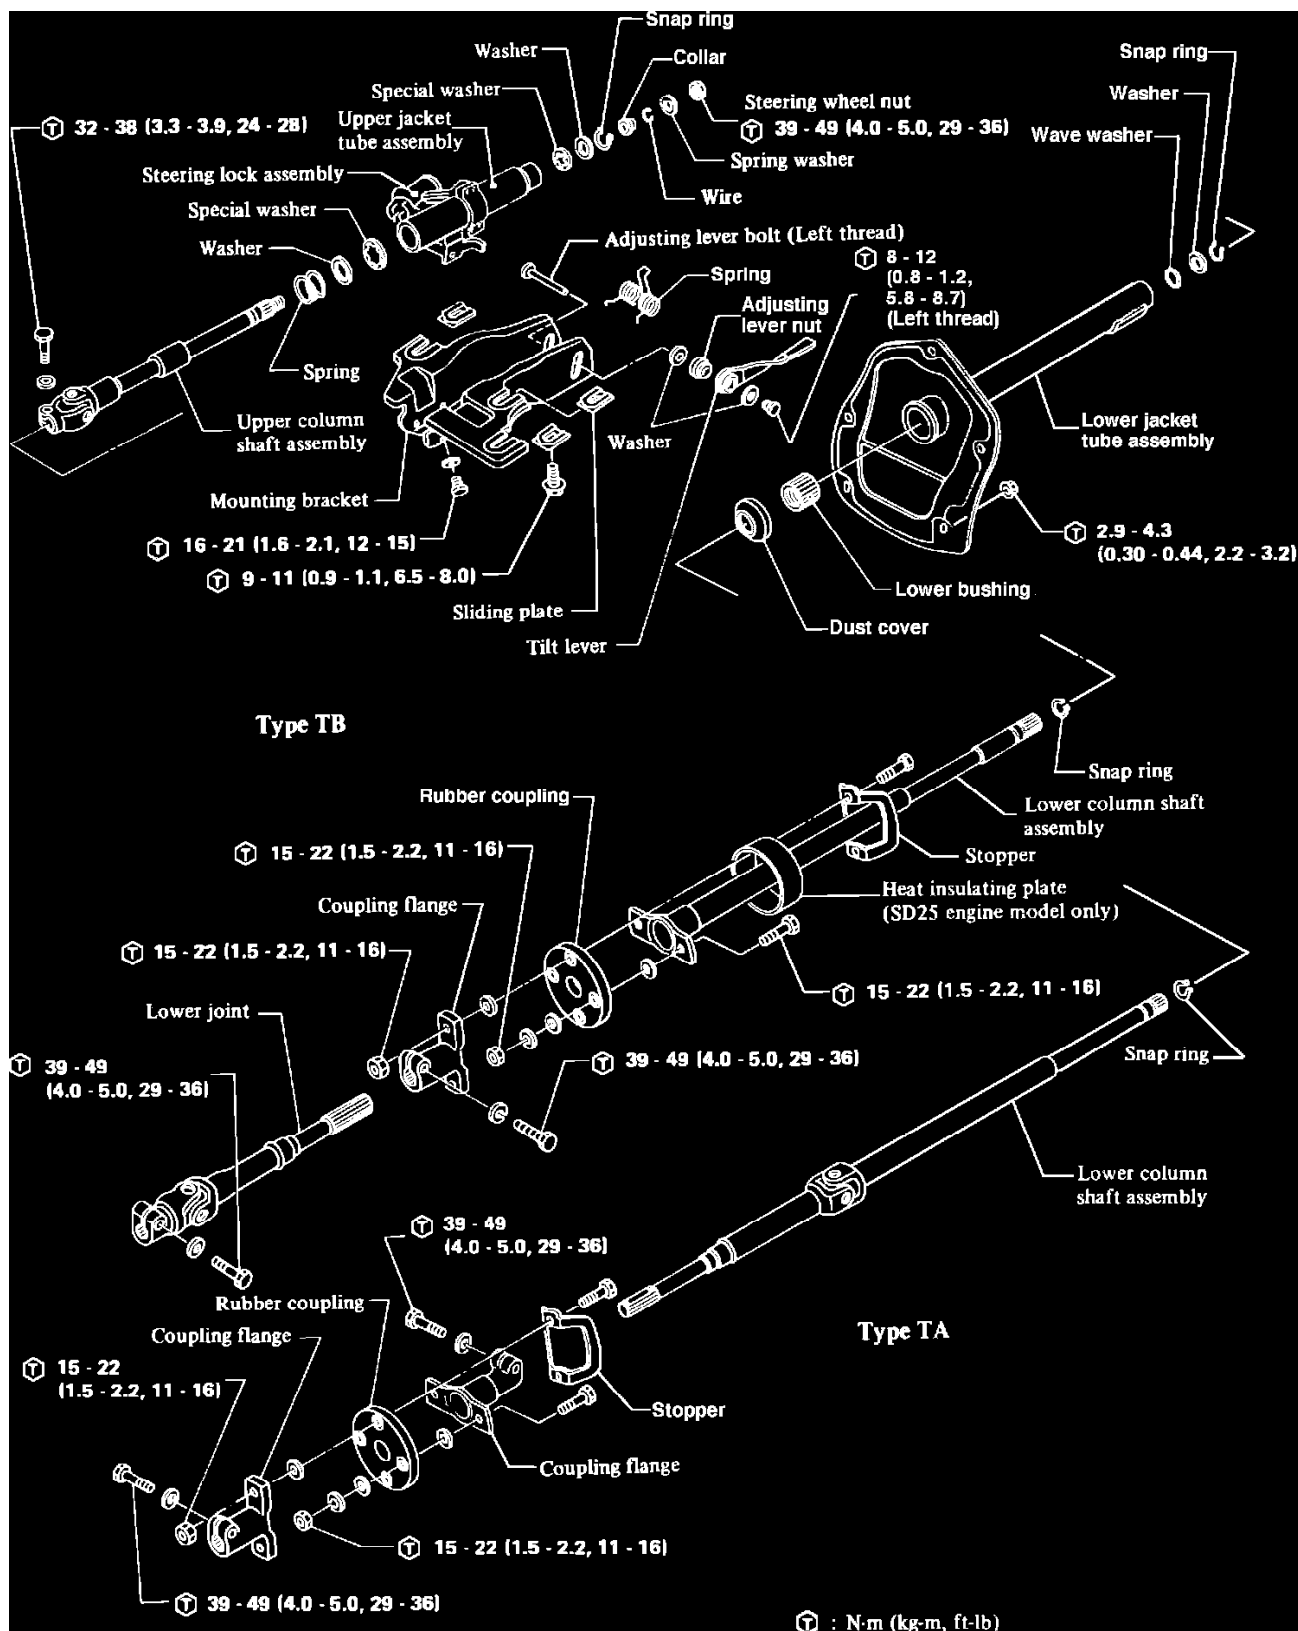 Snap ring
Washer
Collar
Special washer
Steering wheel nut
Ⓣ 39 - 49 (4.0 - 5.0, 29 - 36)
Snap ring
Washer
Wave washer
Ⓣ 32 - 38 (3.3 - 3.9, 24 - 28)
Upper jacket
tube assembly
Spring washer
Steering lock assembly
Wire
Special washer
Washer
Adjusting lever bolt (Left thread)
Ⓣ 8 - 12
(0.8 - 1.2,
5.8 - 8.7)
(Left thread)
Spring
Adjusting
lever nut
Spring
Upper column
shaft assembly
Washer
Lower jacket
tube assembly
Mounting bracket
Ⓣ 16 - 21 (1.6 - 2.1, 12 - 15)
Ⓣ 9 - 11 (0.9 - 1.1, 6.5 - 8.0)
Ⓣ 2.9 - 4.3
(0.30 - 0.44, 2.2 - 3.2)
Sliding plate
Lower bushing
Tilt lever
Dust cover
Type TB
Snap ring
Rubber coupling
Lower column shaft
assembly
Ⓣ 15 - 22 (1.5 - 2.2, 11 - 16)
Stopper
Coupling flange
Heat insulating plate
(SD25 engine model only)
Ⓣ 15 - 22 (1.5 - 2.2, 11 - 16)
Ⓣ 15 - 22 (1.5 - 2.2, 11 - 16)
Lower joint
Ⓣ 39 - 49
(4.0 - 5.0, 29 - 36)
Ⓣ 39 - 49 (4.0 - 5.0, 29 - 36)
Snap ring
Lower column
shaft assembly
Ⓣ 39 - 49
(4.0 - 5.0, 29 - 36)
Rubber coupling
Coupling flange
Type TA
Ⓣ 15 - 22
(1.5 - 2.2, 11 - 16)
Stopper
Coupling flange
Ⓣ 15 - 22 (1.5 - 2.2, 11 - 16)
Ⓣ 39 - 49 (4.0 - 5.0, 29 - 36)
Ⓣ : N·m (kg-m, ft-lb)